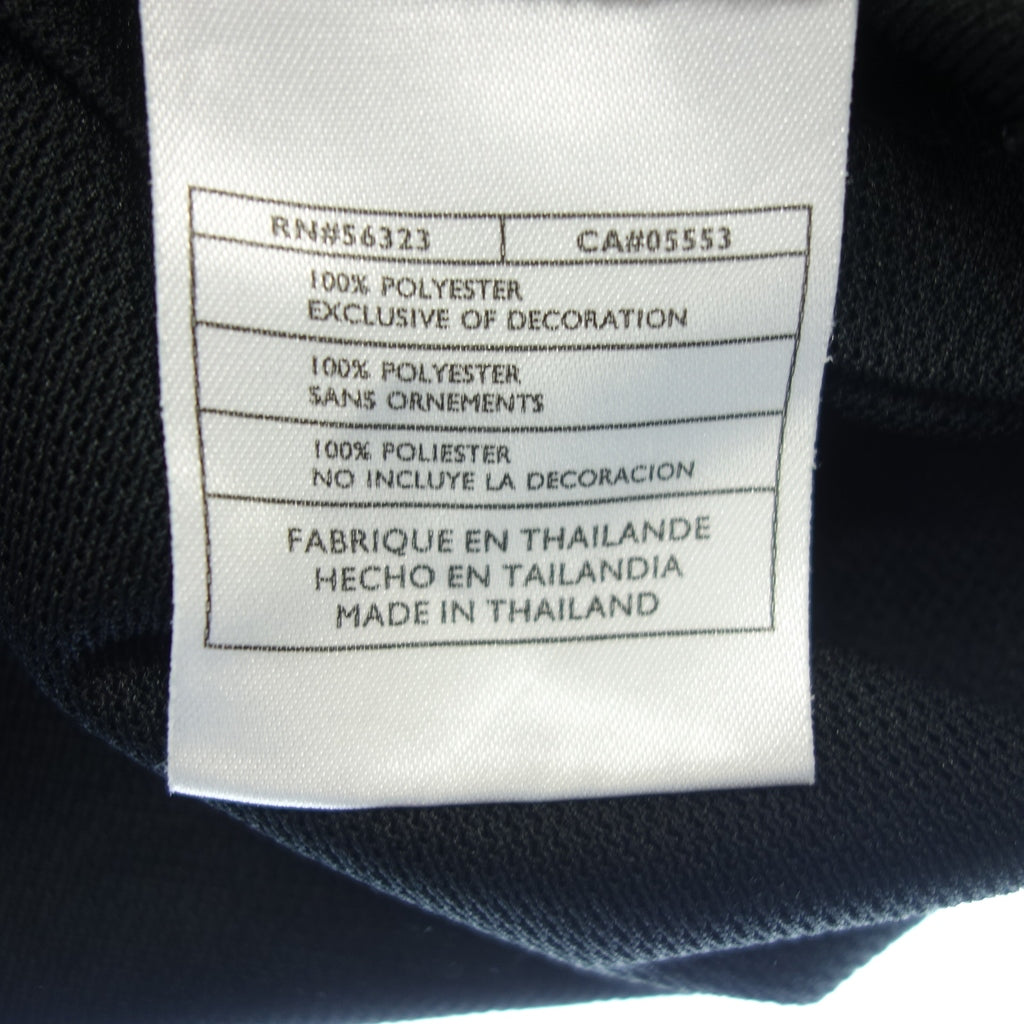 RN#56323 CA#05553
100% POLYESTER
EXCLUSIVE OF DECORATION
100% POLYESTER
SANS ORNEMENTS
100% POLIESTER
NO INCLUYE LA DECORACION
FABRIQUE EN THAILANDE
HECHO EN TAILANDIA
MADE IN THAILAND